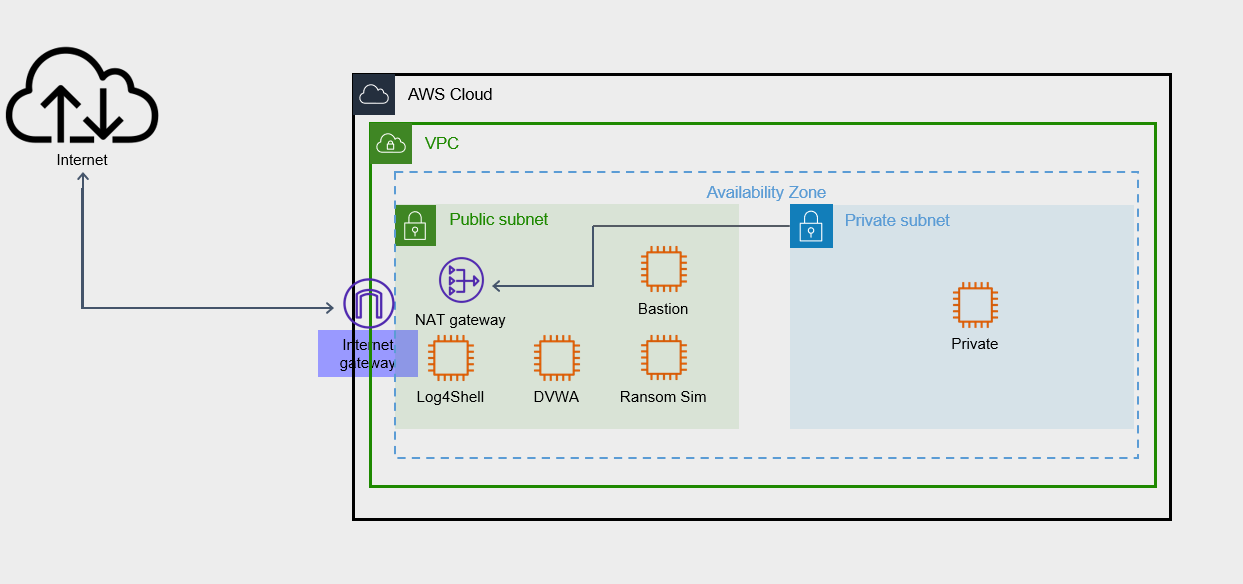 Internet
AWS Cloud
VPC
Availability Zone
Public subnet
Private subnet
NAT gateway
Bastion
Internet
gateway
Log4Shell
DVWA
Ransom Sim
Private